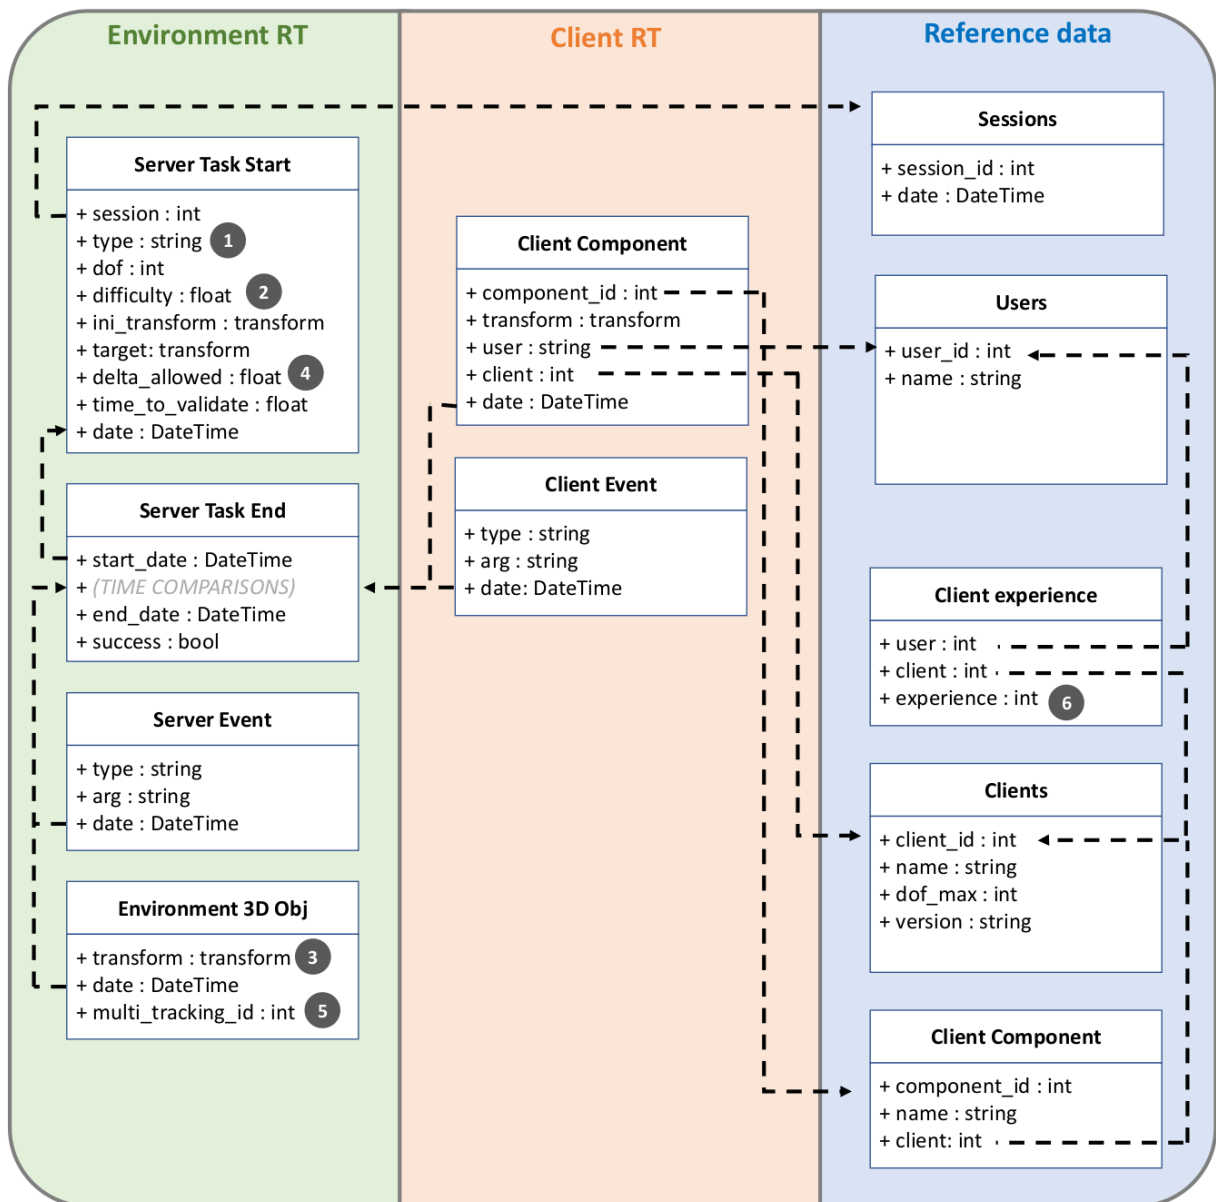 Environment RT
Client RT
Reference data
Server Task Start
+ session : int
+ type : string 1
+ dof : int
+ difficulty : float 2
+ ini_transform : transform
+ target: transform
+ delta_allowed : float 4
+ time_to_validate : float
+ date : DateTime
Server Task End
+ start_date : DateTime
+ (TIME COMPARISONS)
+ end_date : DateTime
+ success : bool
Server Event
+ type : string
+ arg : string
+ date : DateTime
Environment 3D Obj
+ transform : transform 3
+ date : DateTime
+ multi_tracking_id : int 5
Client Component
+ component_id : int
+ transform : transform
+ user : string
+ client : int
+ date : DateTime
Client Event
+ type : string
+ arg : string
+ date: DateTime
Sessions
+ session_id : int
+ date : DateTime
Users
+ user_id : int
+ name : string
Client experience
+ user : int
+ client : int
+ experience : int 6
Clients
+ client_id : int
+ name : string
+ dof_max : int
+ version : string
Client Component
+ component_id : int
+ name : string
+ client: int